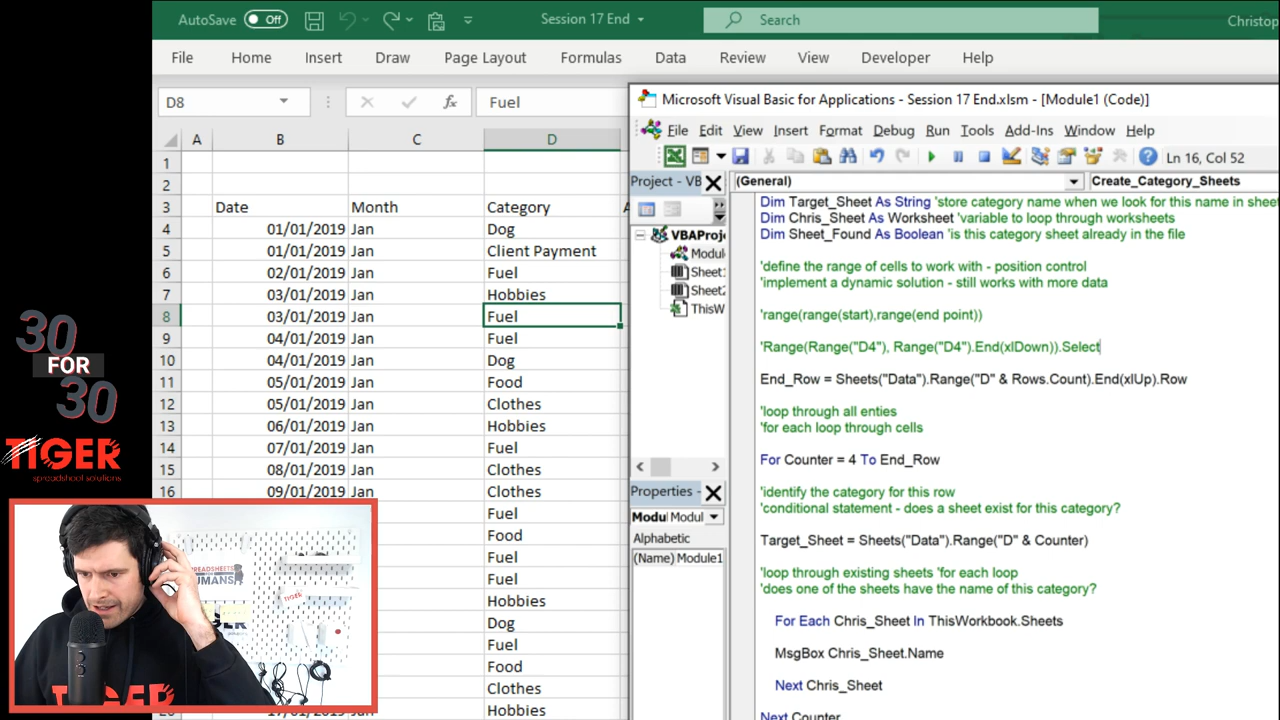 AutoSave Off
Session 17 End
Search
Christop
File Home Insert Draw Page Layout Formulas Data Review View Developer Help
D8
Fuel
Microsoft Visual Basic for Applications - Session 17 End.xlsm - [Module1 (Code)]
File Edit View Insert Format Debug Run Tools Add-Ins Window Help
Ln 16, Col 52
Project - VB
(General)
Create_Category_Sheets
VBAProj
Modul
Sheet1
Sheet2
ThisW
Properties -
Modul Modul
Alphabetic
(Name) Module1
A B C D
1
2
3 Date Month Category A
4 01/01/2019 Jan Dog
5 01/01/2019 Jan Client Payment
6 02/01/2019 Jan Fuel
7 03/01/2019 Jan Hobbies
8 03/01/2019 Jan Fuel
9 04/01/2019 Jan Fuel
10 04/01/2019 Jan Dog
11 05/01/2019 Jan Food
12 05/01/2019 Jan Clothes
13 06/01/2019 Jan Hobbies
14 07/01/2019 Jan Fuel
15 08/01/2019 Jan Clothes
16 09/01/2019 Jan Clothes
Fuel
Food
Fuel
Fuel
Hobbies
Dog
Fuel
Food
Clothes
Hobbies
Dim Target_Sheet As String 'store category name when we look for this name in sheet
Dim Chris_Sheet As Worksheet 'variable to loop through worksheets
Dim Sheet_Found As Boolean 'is this category sheet already in the file
'define the range of cells to work with - position control
'implement a dynamic solution - still works with more data
'range(range(start),range(end point))
'Range(Range("D4"), Range("D4").End(xlDown)).Select
End_Row = Sheets("Data").Range("D" & Rows.Count).End(xlUp).Row
'loop through all enties
'for each loop through cells
For Counter = 4 To End_Row
'identify the category for this row
'conditional statement - does a sheet exist for this category?
Target_Sheet = Sheets("Data").Range("D" & Counter)
'loop through existing sheets 'for each loop
'does one of the sheets have the name of this category?
For Each Chris_Sheet In ThisWorkbook.Sheets
MsgBox Chris_Sheet.Name
Next Chris_Sheet
Next Counter
30
FOR
30
TIGER
spreadsheet solutions
TIGER